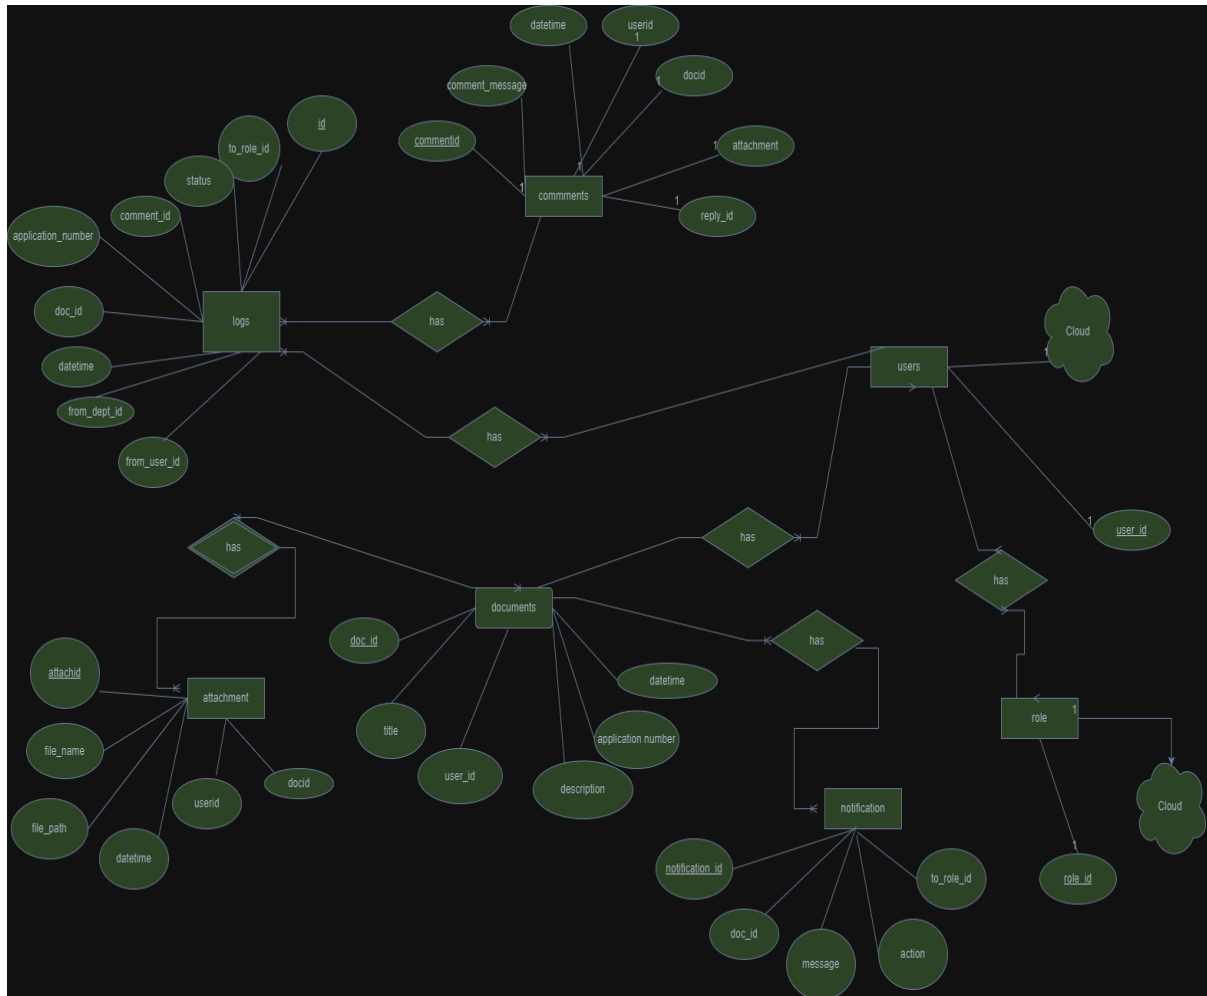 datetime
userid
1
docid
1
comment_message
commentid
attachment
1
reply_id
1
1
1
commments
id
to_role_id
status
comment_id
application_number
doc_id
datetime
from_dept_id
from_user_id
logs
has
has
users
Cloud
1
user_id
1
has
has
has
documents
doc_id
title
user_id
description
application number
datetime
has
attachid
file_name
file_path
datetime
userid
docid
attachment
notification
notification_id
doc_id
message
action
to_role_id
role
1
Cloud
role_id
1